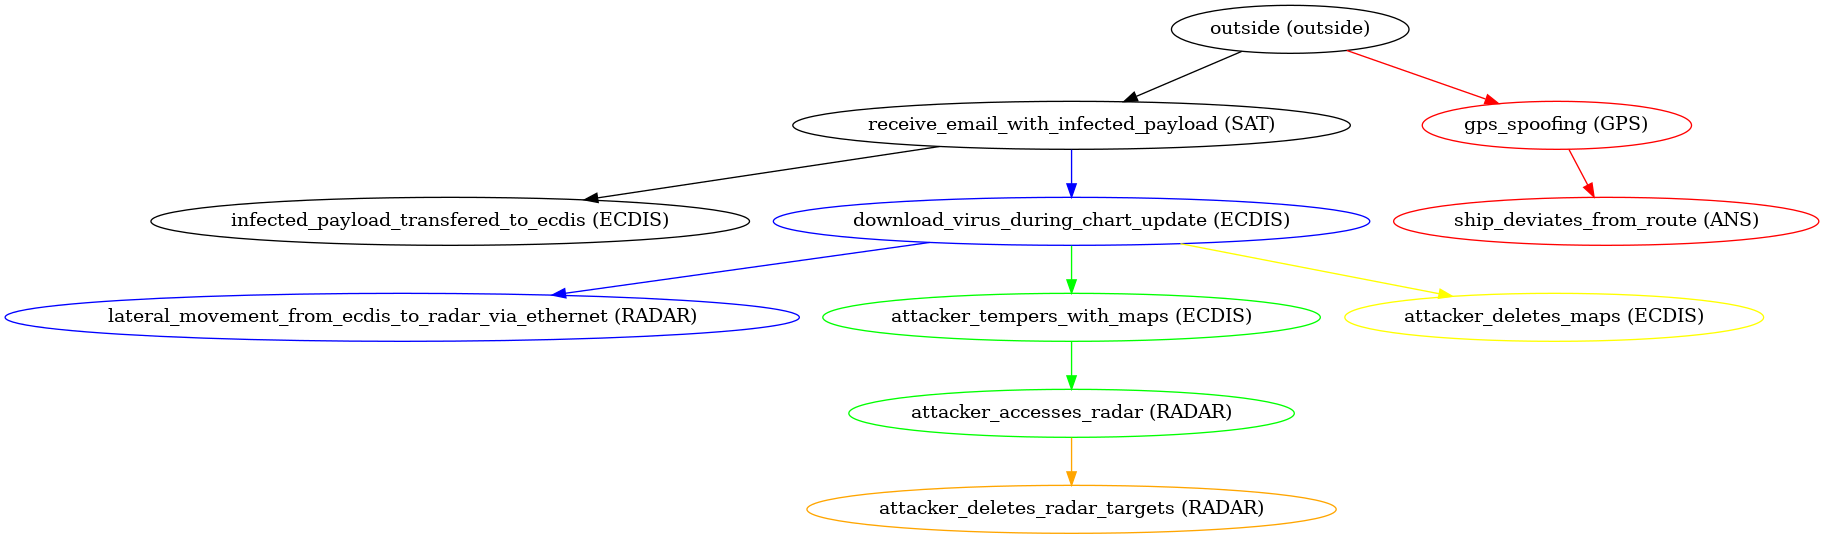 outside (outside)
receive_email_with_infected_payload (SAT)
gps_spoofing (GPS)
infected_payload_transfered_to_ecdis (ECDIS)
download_virus_during_chart_update (ECDIS)
ship_deviates_from_route (ANS)
lateral_movement_from_ecdis_to_radar_via_ethernet (RADAR)
attacker_tempers_with_maps (ECDIS)
attacker_deletes_maps (ECDIS)
attacker_accesses_radar (RADAR)
attacker_deletes_radar_targets (RADAR)